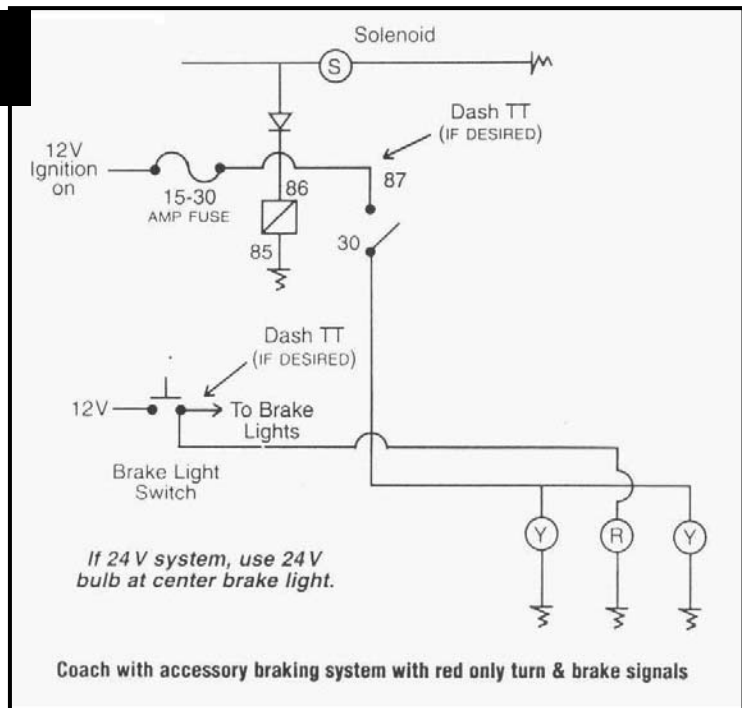 Solenoid
S
Dash TT
(IF DESIRED)
12V
Ignition
on
87
15-30
AMP FUSE
86
85
30
Dash TT
(IF DESIRED)
12V
To Brake
Lights
Brake Light
Switch
Y
R
Y
If 24 V system, use 24 V
bulb at center brake light.
Coach with accessory braking system with red only turn & brake signals